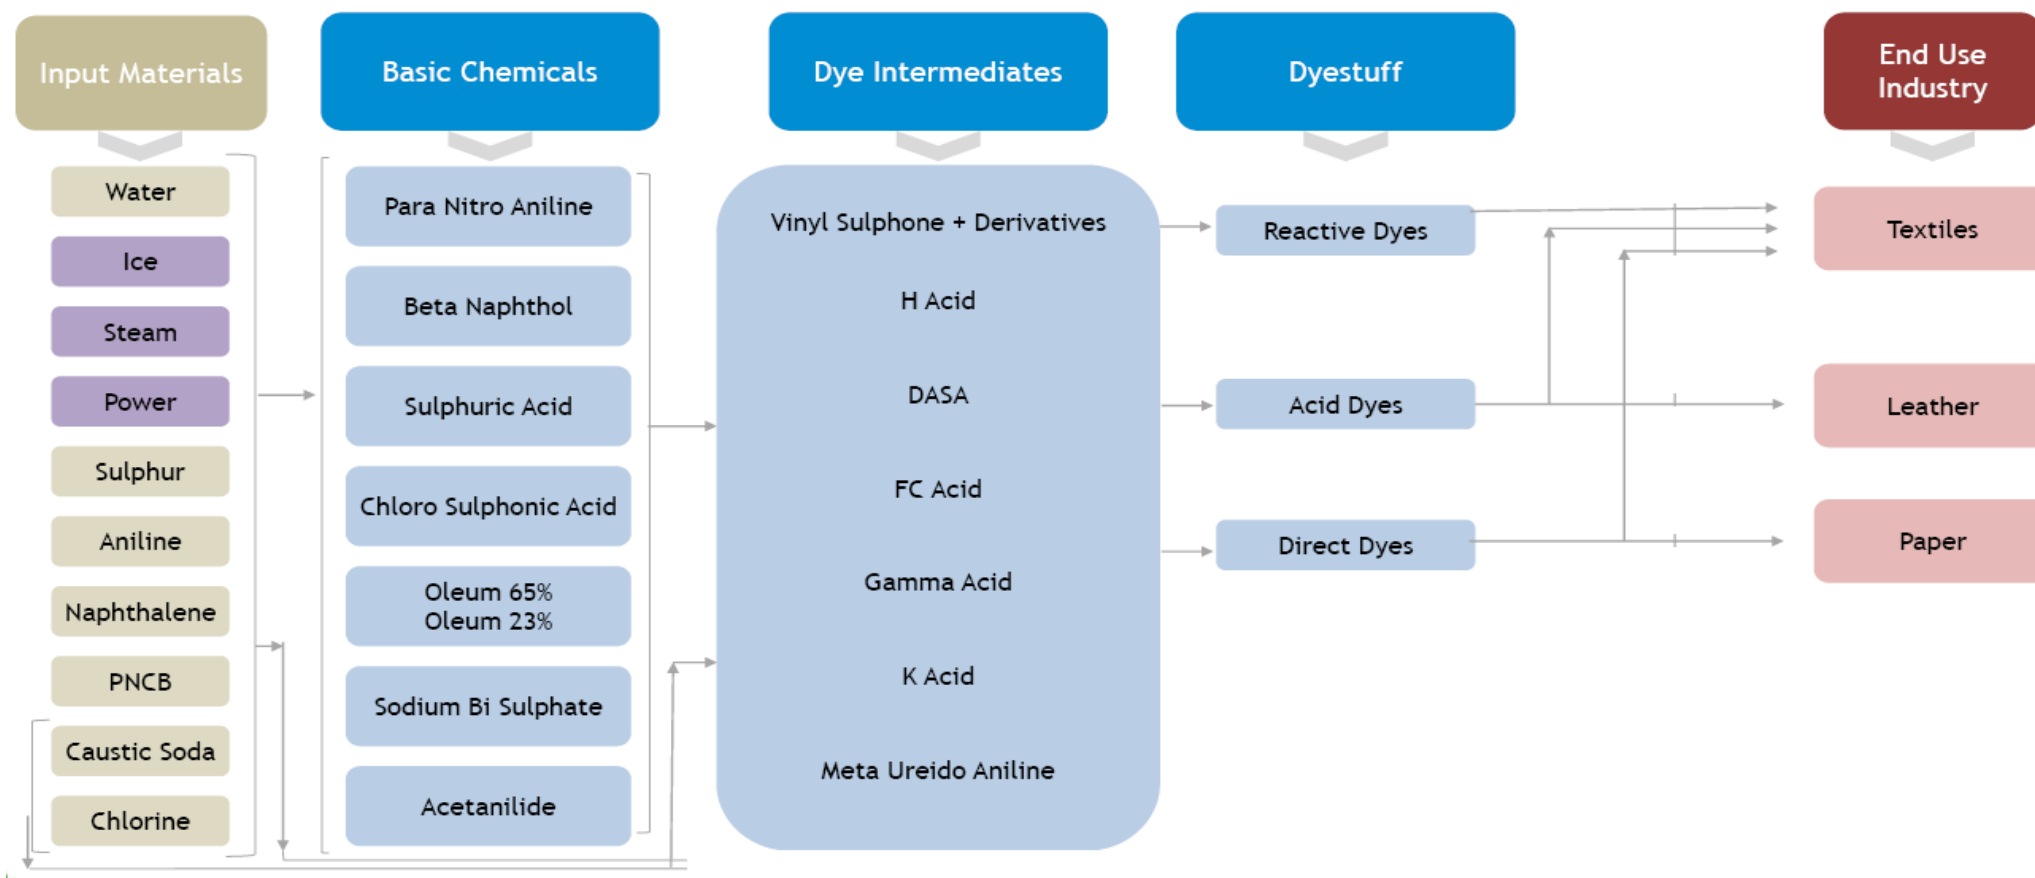 Input Materials
Basic Chemicals
Dye Intermediates
Dyestuff
End Use
Industry
Water
Ice
Steam
Power
Sulphur
Aniline
Naphthalene
PNCB
Caustic Soda
Chlorine
Para Nitro Aniline
Beta Naphthol
Sulphuric Acid
Chloro Sulphonic Acid
Oleum 65%
Oleum 23%
Sodium Bi Sulphate
Acetanilide
Vinyl Sulphone + Derivatives
H Acid
DASA
FC Acid
Gamma Acid
K Acid
Meta Ureido Aniline
Reactive Dyes
Acid Dyes
Direct Dyes
Textiles
Leather
Paper